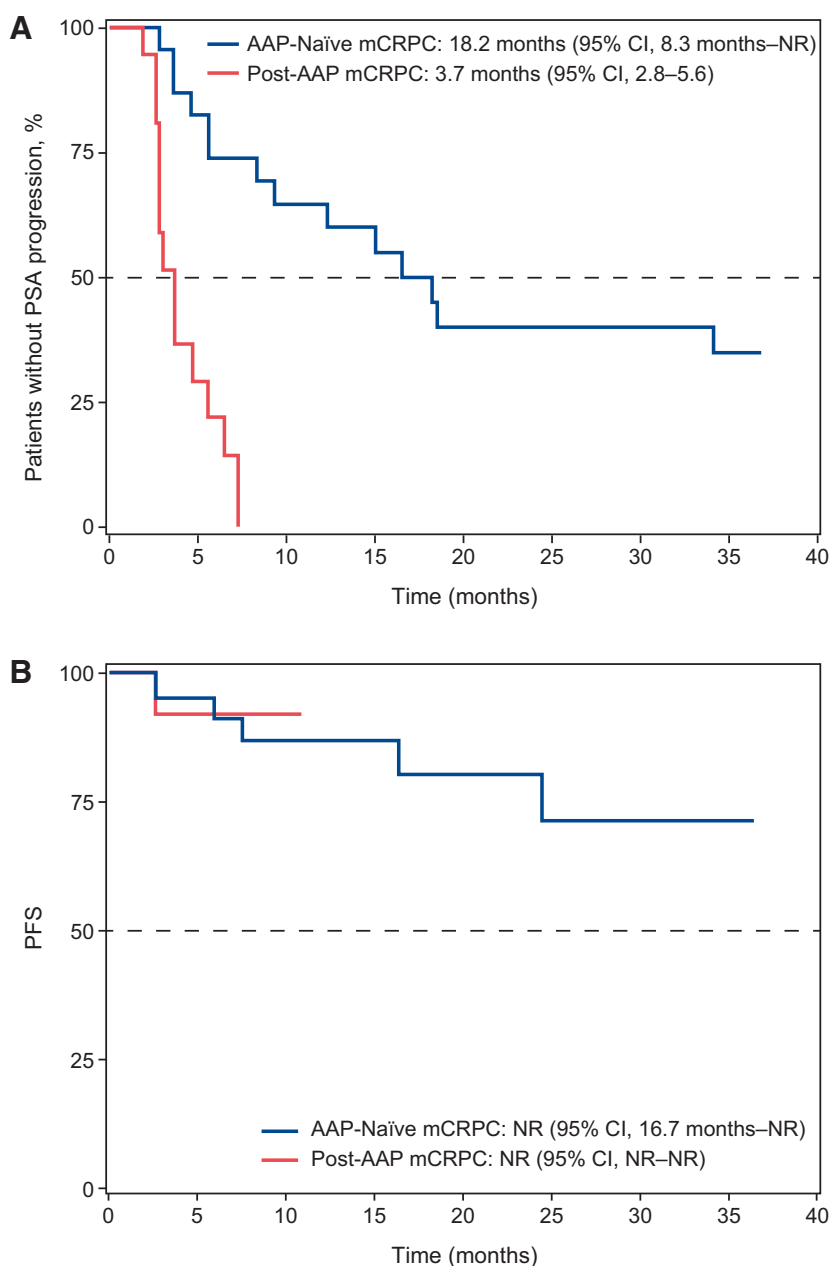 A
AAP-Naïve mCRPC: 18.2 months (95% CI, 8.3 months–NR)
Post-AAP mCRPC: 3.7 months (95% CI, 2.8–5.6)
Patients without PSA progression, %
100
75
50
25
0
0 5 10 15 20 25 30 35 40
Time (months)
B
PFS
100
75
50
25
0
AAP-Naïve mCRPC: NR (95% CI, 16.7 months–NR)
Post-AAP mCRPC: NR (95% CI, NR–NR)
0 5 10 15 20 25 30 35 40
Time (months)